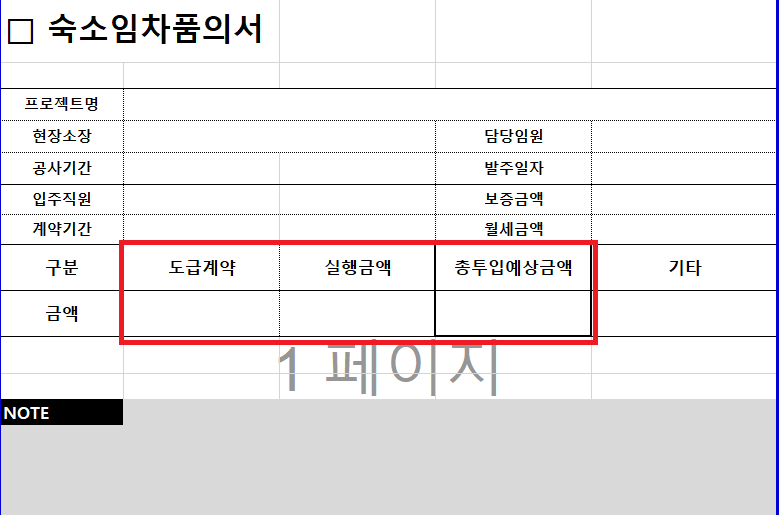 □ 숙소임차품의서
프로젝트명
현장소장 담당임원
공사기간 발주일자
입주직원 보증금액
계약기간 월세금액
구분 도급계약 실행금액 총투입예상금액 기타
금액
1 페이지
NOTE